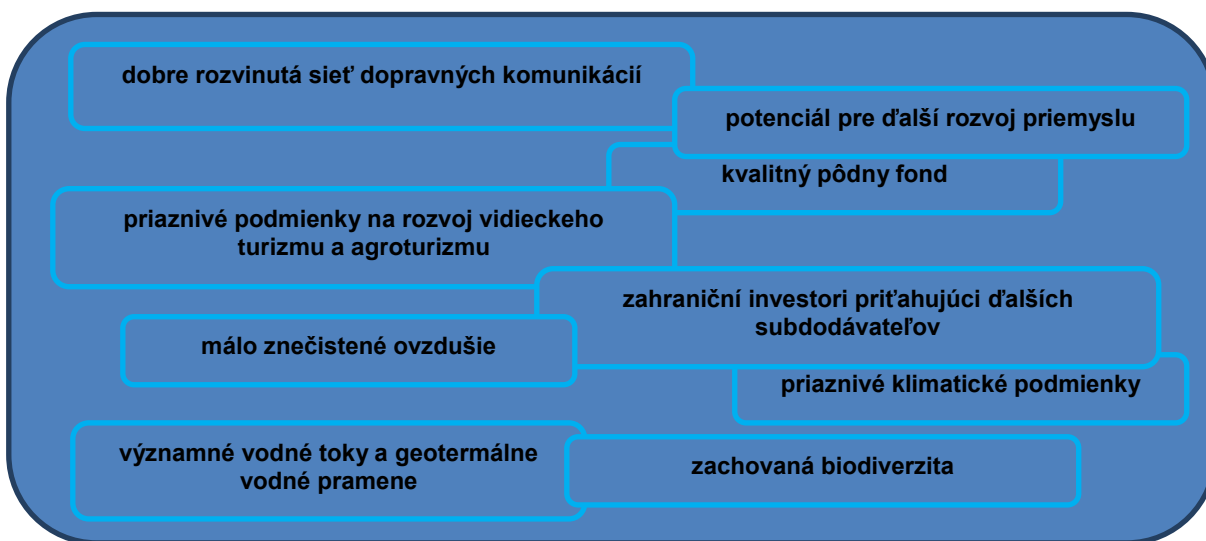 dobre rozvinutá sieť dopravných komunikácií
potenciál pre ďalší rozvoj priemyslu
kvalitný pôdny fond
priaznivé podmienky na rozvoj vidieckeho
turizmu a agroturizmu
zahraniční investori priťahujúci ďalších
subdodávateľov
málo znečistené ovzdušie
priaznivé klimatické podmienky
významné vodné toky a geotermálne
vodné pramene
zachovaná biodiverzita